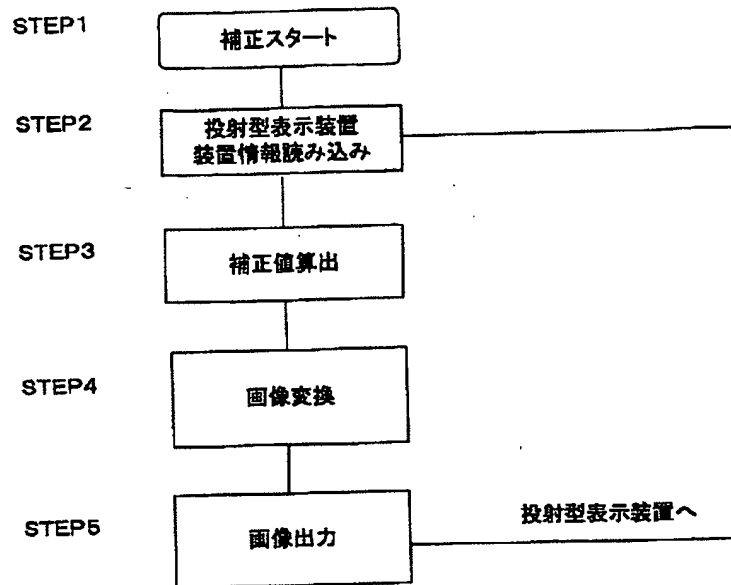 STEP1
補正スタート
STEP2
投射型表示装置
装置情報読み込み
STEP3
補正値算出
STEP4
画像変換
STEP5
画像出力
投射型表示装置へ